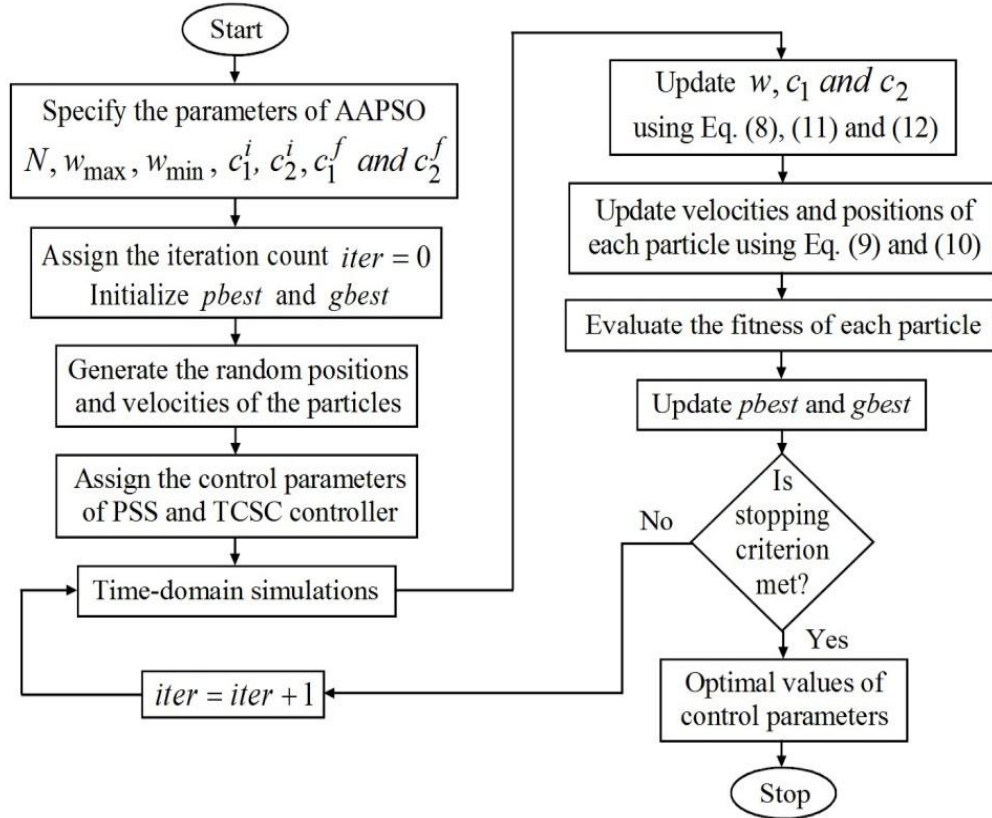 Start
Specify the parameters of AAPSO
N, w_max, w_min, c_1^i, c_2^i, c_1^f and c_2^f
Assign the iteration count iter = 0
Initialize pbest and gbest
Generate the random positions
and velocities of the particles
Assign the control parameters
of PSS and TCSC controller
Time-domain simulations
iter = iter + 1
Update w, c_1 and c_2
using Eq. (8), (11) and (12)
Update velocities and positions of
each particle using Eq. (9) and (10)
Evaluate the fitness of each particle
Update pbest and gbest
Is
stopping
criterion
met?
No
Yes
Optimal values of
control parameters
Stop